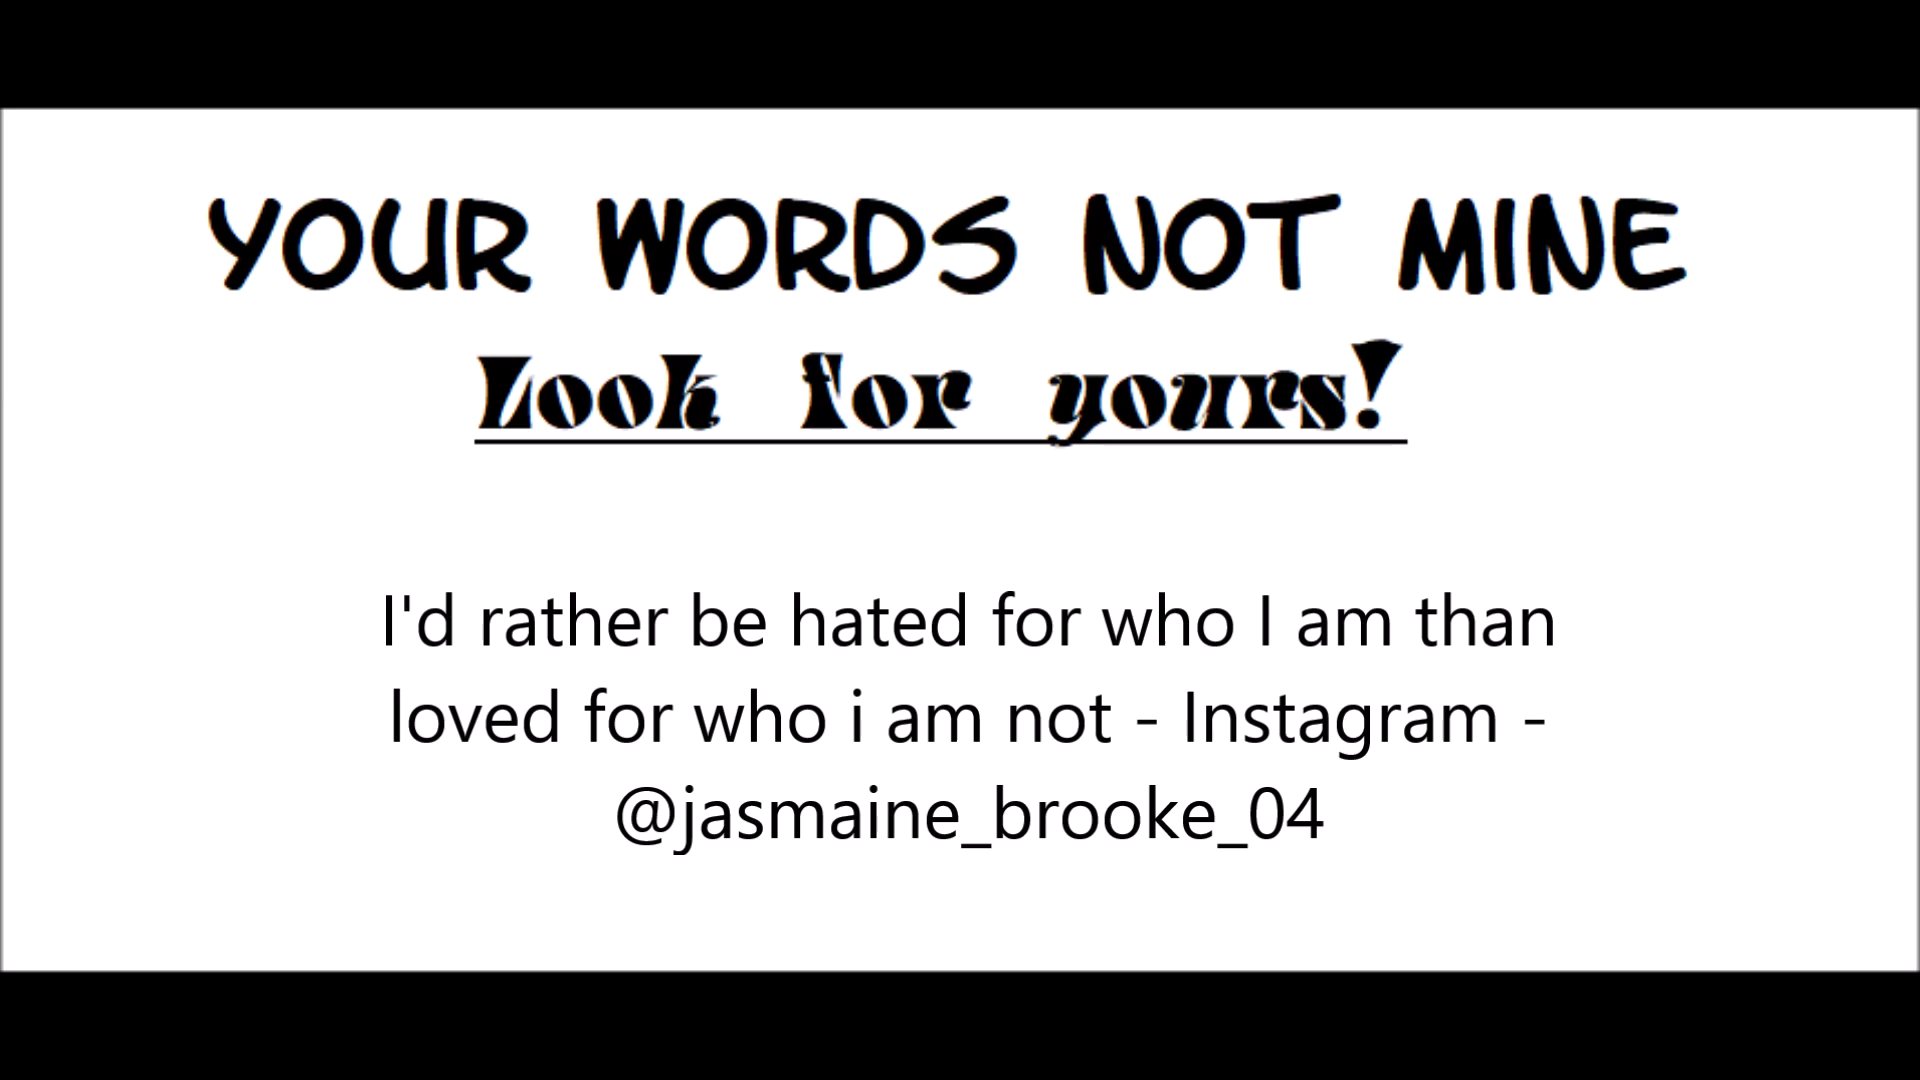 YOUR WORDS NOT MINE
Look for yours!
I'd rather be hated for who I am than
loved for who i am not - Instagram -
@jasmaine_brooke_04